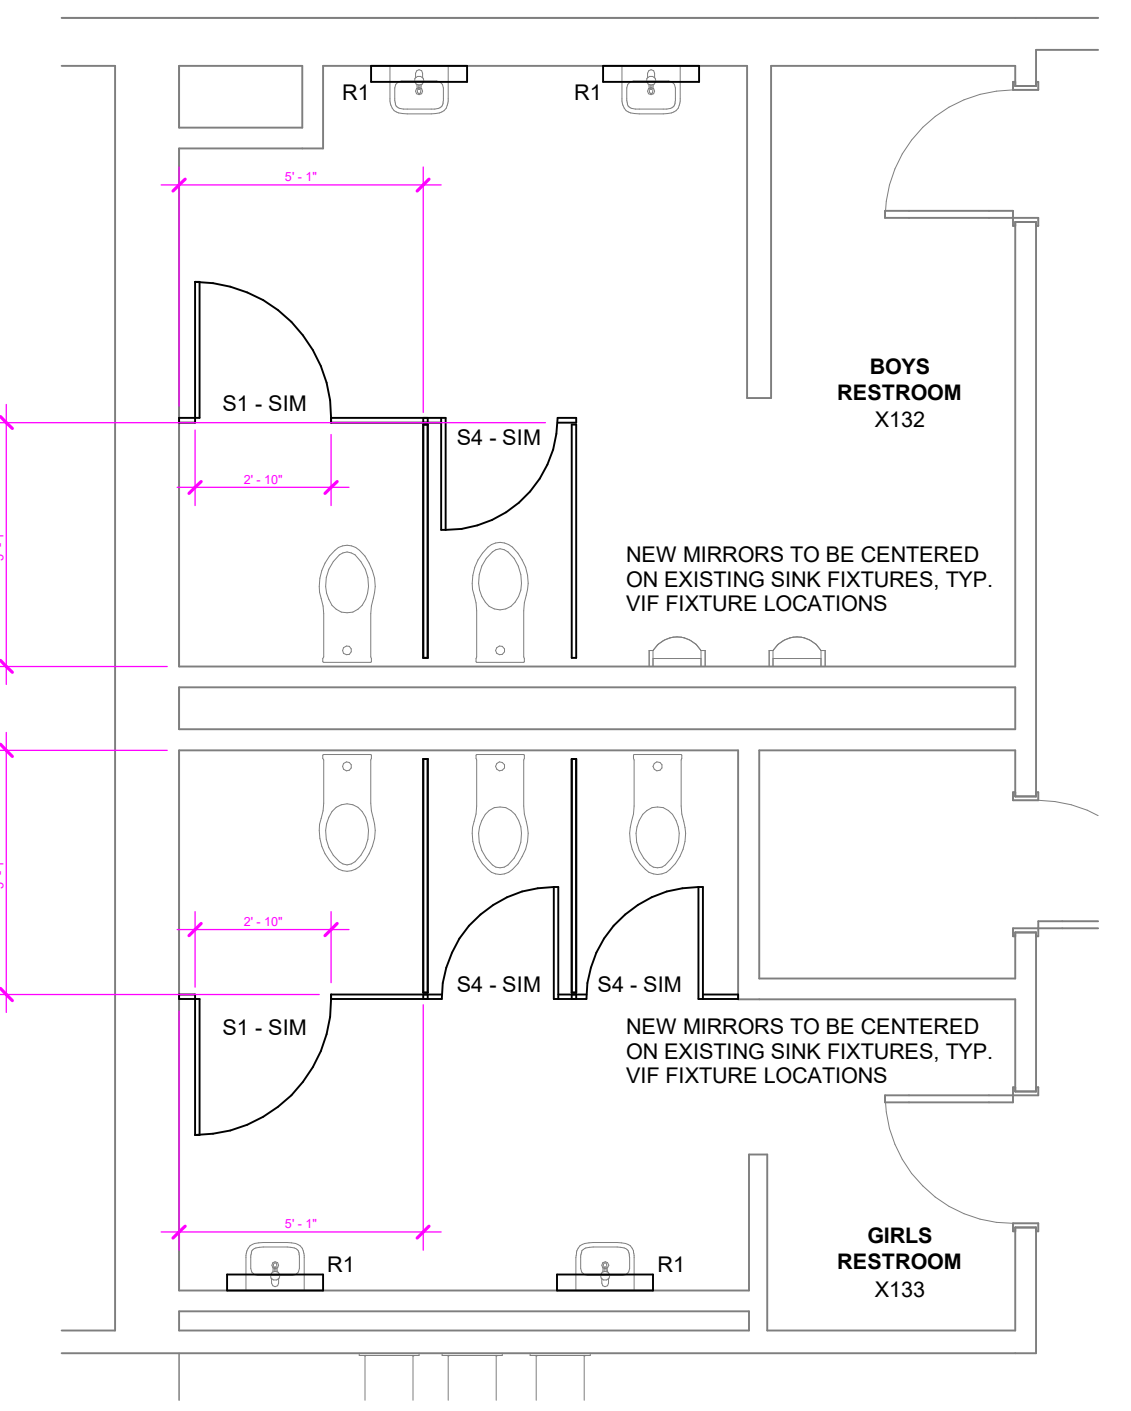 R1
R1
5' - 1"
S1 - SIM
S4 - SIM
2' - 10"
BOYS
RESTROOM
X132
NEW MIRRORS TO BE CENTERED
ON EXISTING SINK FIXTURES, TYP.
VIF FIXTURE LOCATIONS
2' - 10"
S4 - SIM
S4 - SIM
S1 - SIM
NEW MIRRORS TO BE CENTERED
ON EXISTING SINK FIXTURES, TYP.
VIF FIXTURE LOCATIONS
5' - 1"
R1
R1
GIRLS
RESTROOM
X133